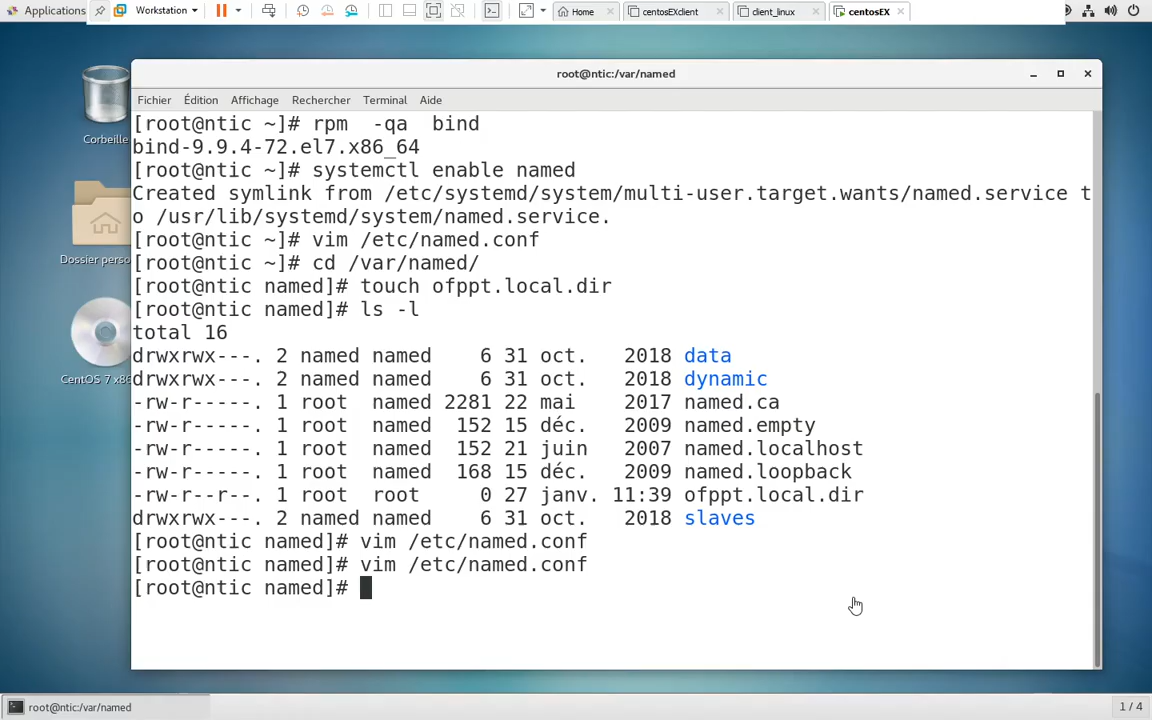 Applications
Workstation
Home
centosEXclient
client_linux
centosEX
Corbeille
Dossier perso
CentOS 7 x86
root@ntic:/var/named
Fichier Édition Affichage Rechercher Terminal Aide
[root@ntic ~]# rpm  -qa  bind
bind-9.9.4-72.el7.x86_64
[root@ntic ~]# systemctl enable named
Created symlink from /etc/systemd/system/multi-user.target.wants/named.service t
o /usr/lib/systemd/system/named.service.
[root@ntic ~]# vim /etc/named.conf
[root@ntic ~]# cd /var/named/
[root@ntic named]# touch ofppt.local.dir
[root@ntic named]# ls -l
total 16
drwxrwx---. 2 named named    6 31 oct.   2018 data
drwxrwx---. 2 named named    6 31 oct.   2018 dynamic
-rw-r-----. 1 root  named 2281 22 mai    2017 named.ca
-rw-r-----. 1 root  named  152 15 déc.   2009 named.empty
-rw-r-----. 1 root  named  152 21 juin   2007 named.localhost
-rw-r-----. 1 root  named  168 15 déc.   2009 named.loopback
-rw-r--r--. 1 root  root     0 27 janv. 11:39 ofppt.local.dir
drwxrwx---. 2 named named    6 31 oct.   2018 slaves
[root@ntic named]# vim /etc/named.conf
[root@ntic named]# vim /etc/named.conf
[root@ntic named]#
root@ntic:/var/named
1 / 4